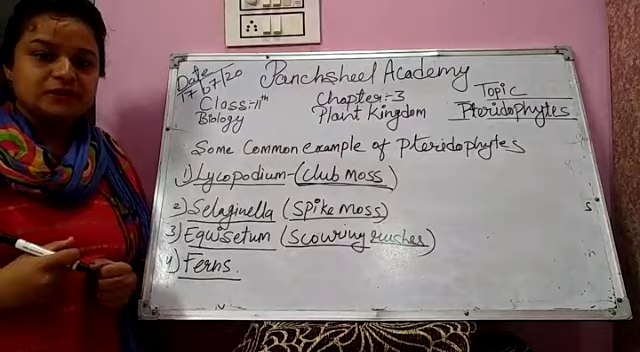 Date
17/07/20
Panchsheel Academy
Class:-11th
Biology
Chapter:-3
Plant Kingdom
Topic
Pteridophytes
Some Common example of Pteridophytes
1) Lycopodium-(club moss)
2) Selaginella (spike moss)
3) Equisetum (scouring rushes)
4) Ferns.